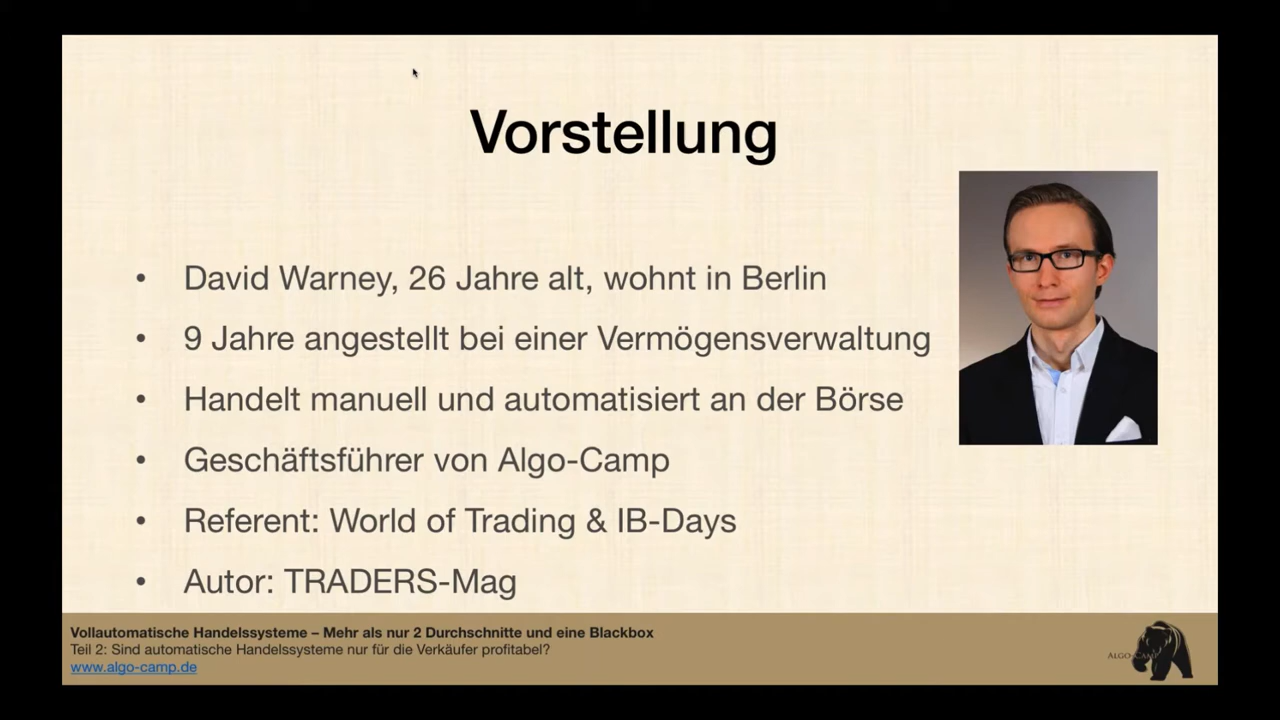 Vorstellung
• David Warney, 26 Jahre alt, wohnt in Berlin
• 9 Jahre angestellt bei einer Vermögensverwaltung
• Handelt manuell und automatisiert an der Börse
• Geschäftsführer von Algo-Camp
• Referent: World of Trading & IB-Days
• Autor: TRADERS-Mag
Vollautomatische Handelssysteme – Mehr als nur 2 Durchschnitte und eine Blackbox
Teil 2: Sind automatische Handelssysteme nur für die Verkäufer profitabel?
www.algo-camp.de
Algo-Camp